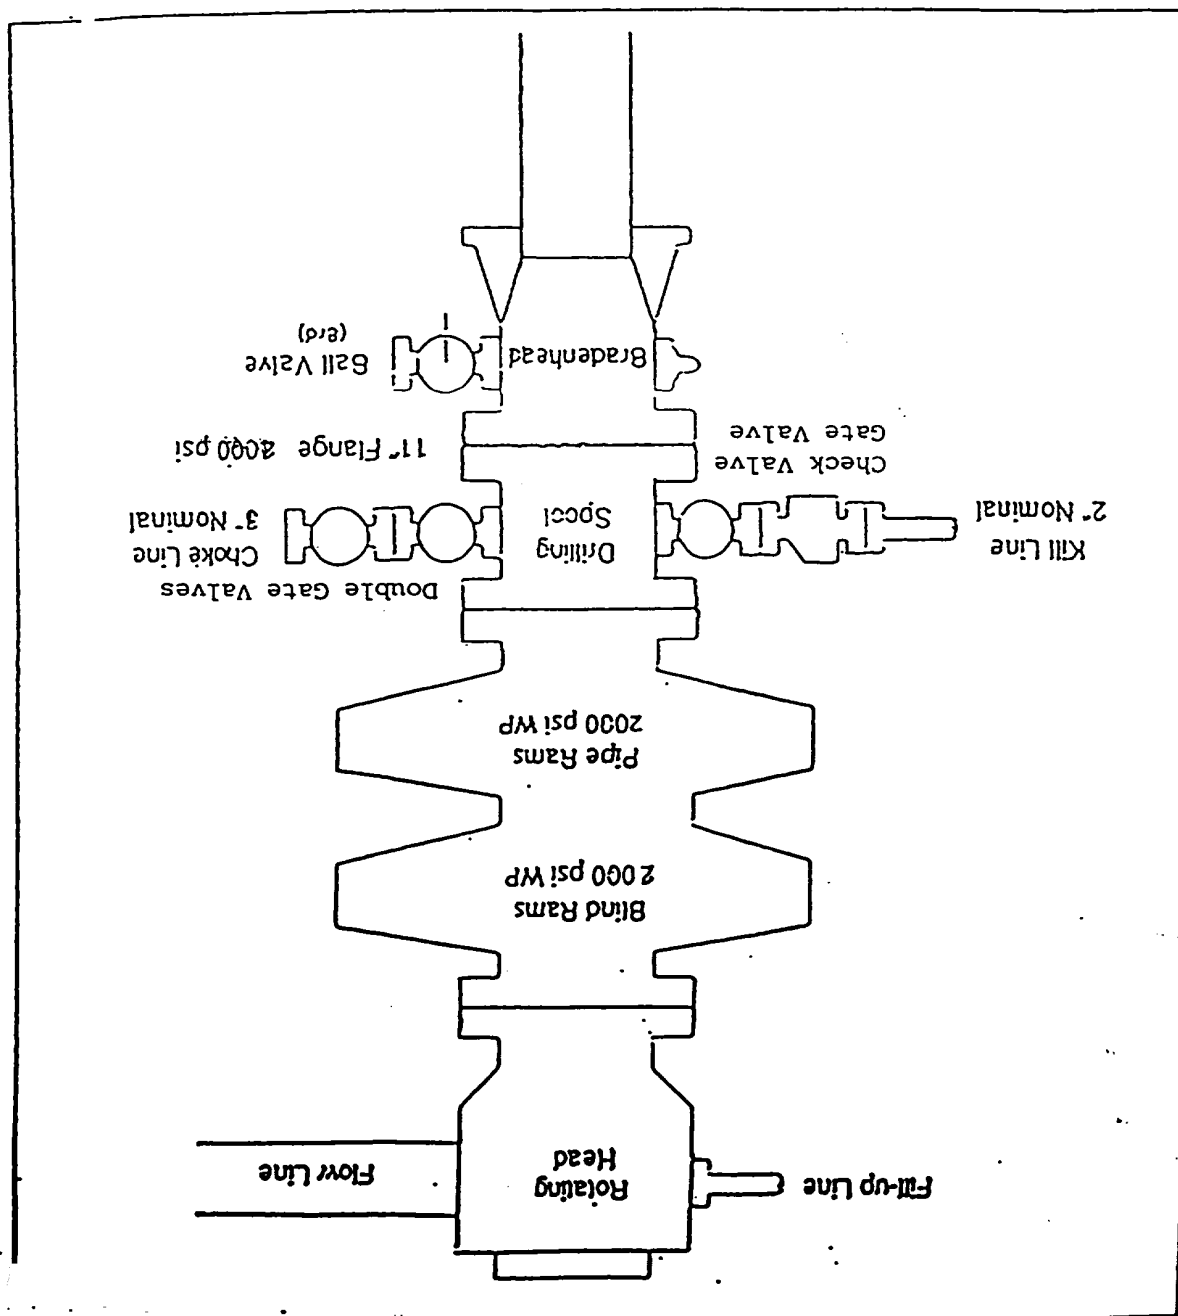 Fill-up Line
Rotating
Head
Flow Line
Blind Rams
2000 psi WP
Pipe Rams
2000 psi WP
Kill Line
2" Nominal
Check Valve
Gate Valve
Drilling
Spool
Double Gate Valves
Choke Line
3" Nominal
11" Flange psi
Bradenhead
Ball Valve
(8rd)